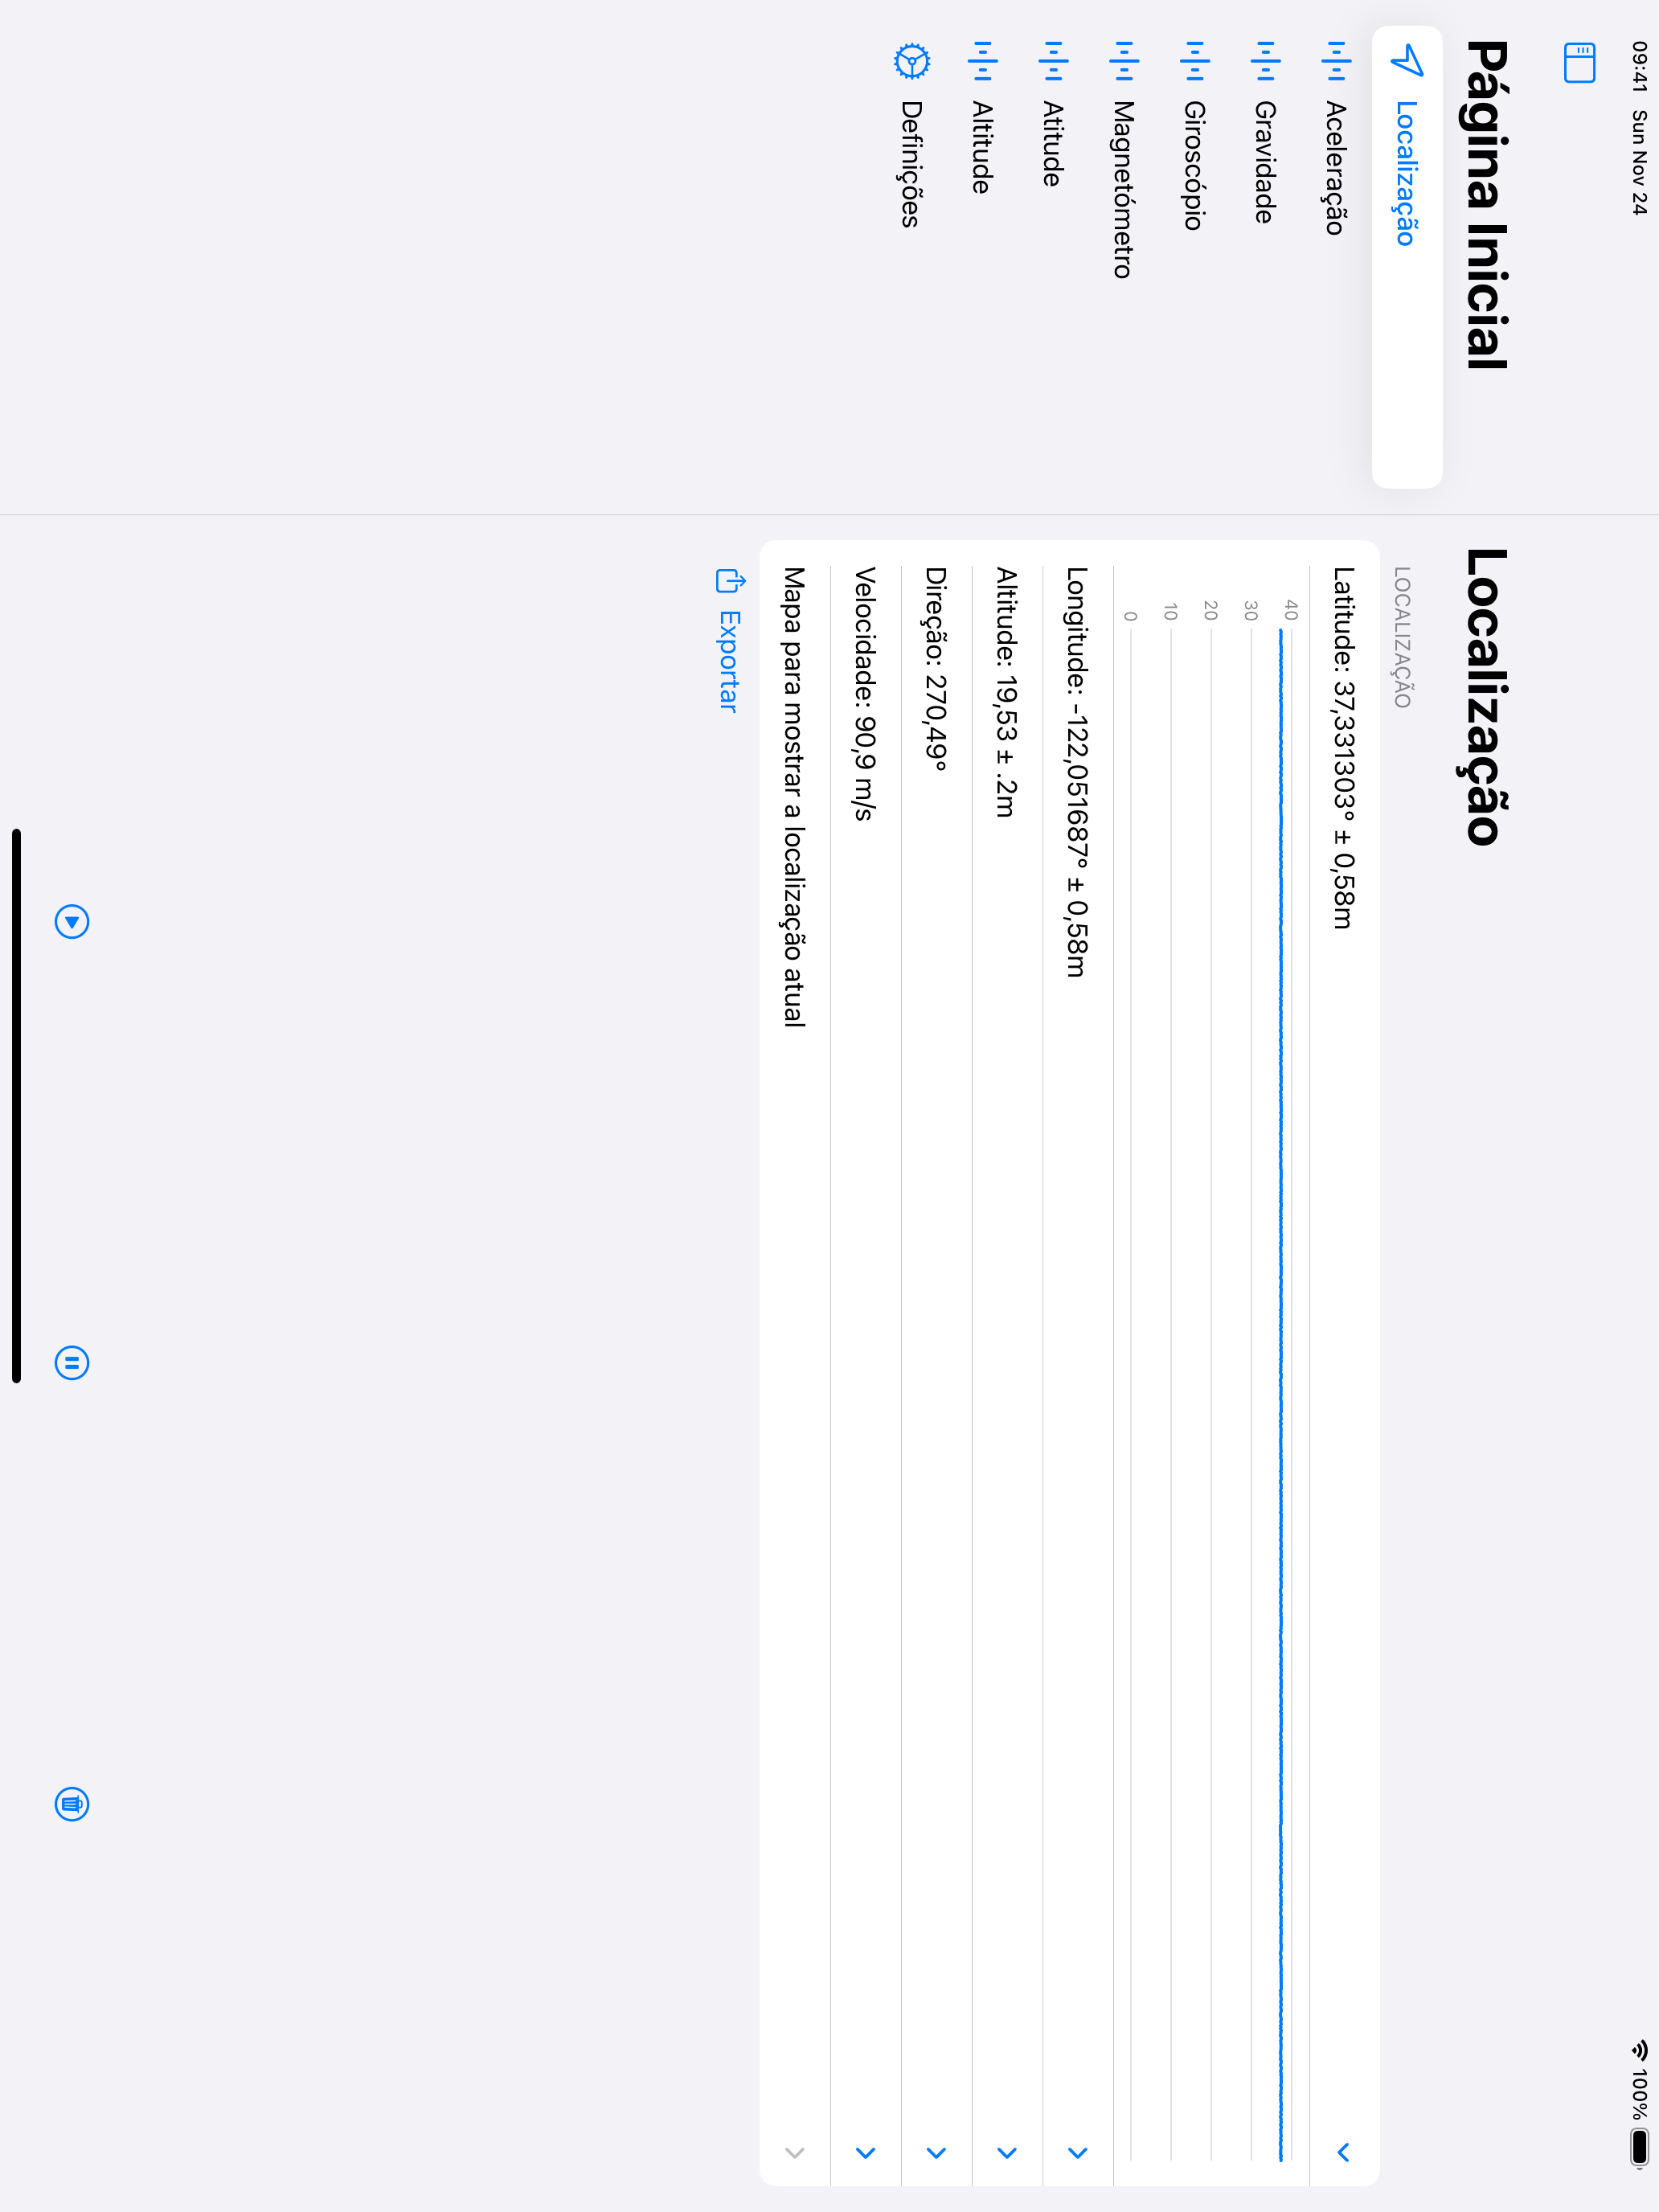 09:41 Sun Nov 24
100%
Página Inicial
Localização
Aceleração
Gravidade
Giroscópio
Magnetómetro
Atitude
Altitude
Definições
Localização
LOCALIZAÇÃO
Latitude: 37,331303° ± 0,58m
40
30
20
10
0
Longitude: -122,051687° ± 0,58m
Altitude: 19,53 ± .2m
Direção: 270,49°
Velocidade: 90,9 m/s
Mapa para mostrar a localização atual
Exportar